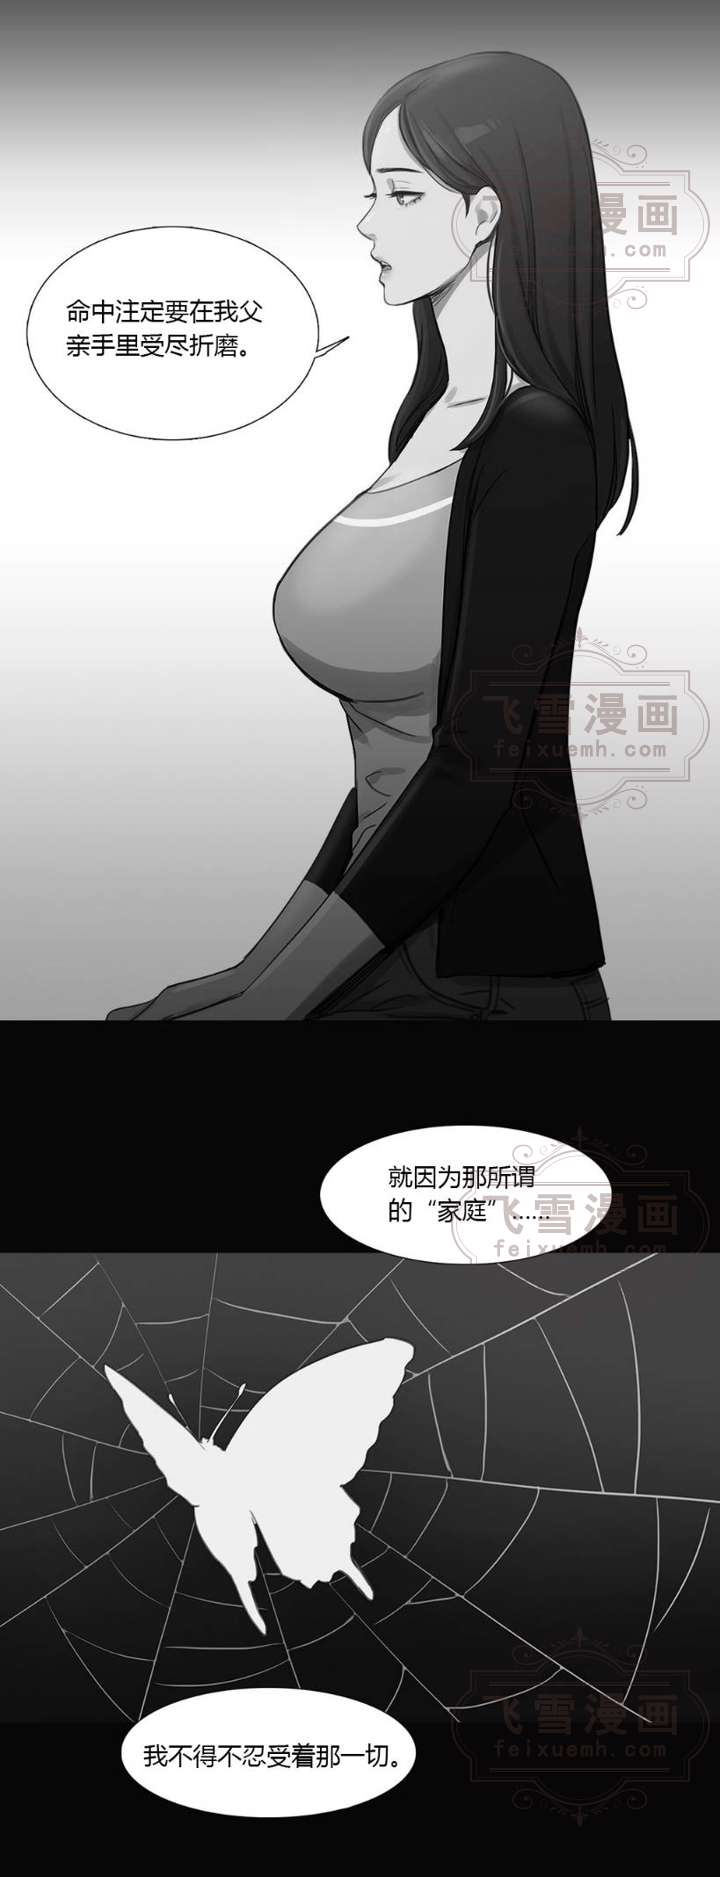 飞雪漫画
feixuemh.com
命中注定要在我父
亲手里受尽折磨。
飞雪漫画
feixuemh.com
就因为那所谓
的“家庭”……
飞雪漫画
feixuemh.com
飞雪漫画
feixuemh.com
我不得不忍受着那一切。